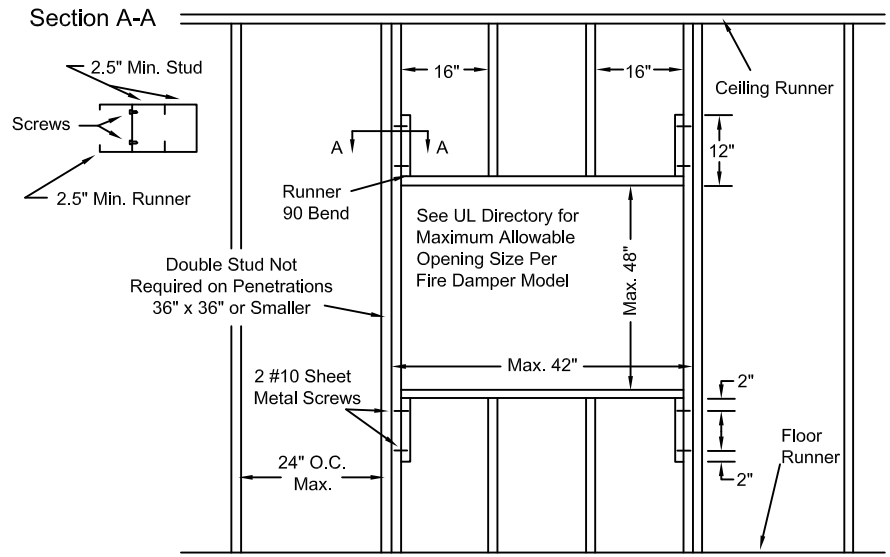 Section A-A
2.5" Min. Stud
Screws
2.5" Min. Runner
16"
16"
Ceiling Runner
A
A
12"
Runner
90 Bend
See UL Directory for
Maximum Allowable
Opening Size Per
Fire Damper Model
Max. 48"
Double Stud Not
Required on Penetrations
36" x 36" or Smaller
Max. 42"
2 #10 Sheet
Metal Screws
2"
24" O.C.
Max.
2"
Floor
Runner